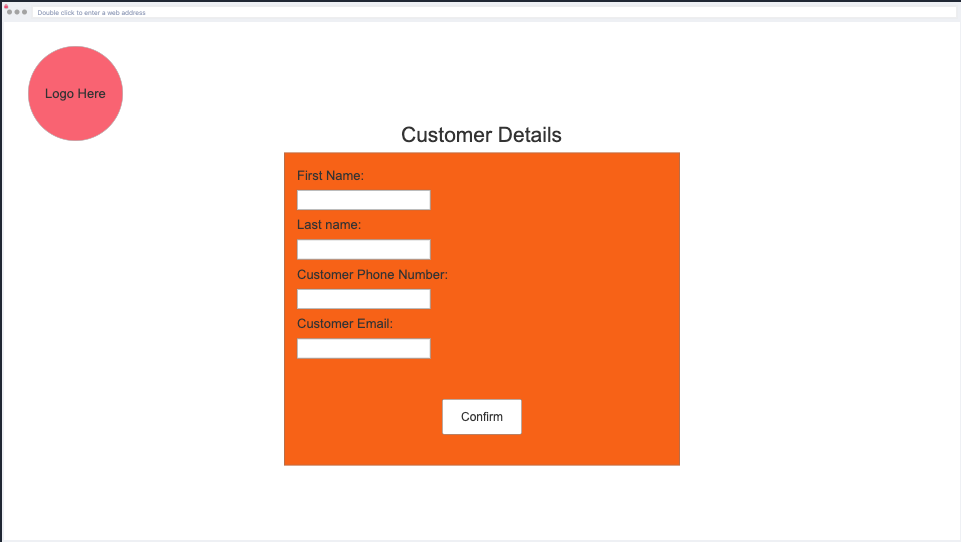 Double click to enter a web address
Logo Here
Customer Details
First Name:
Last name:
Customer Phone Number:
Customer Email:
Confirm